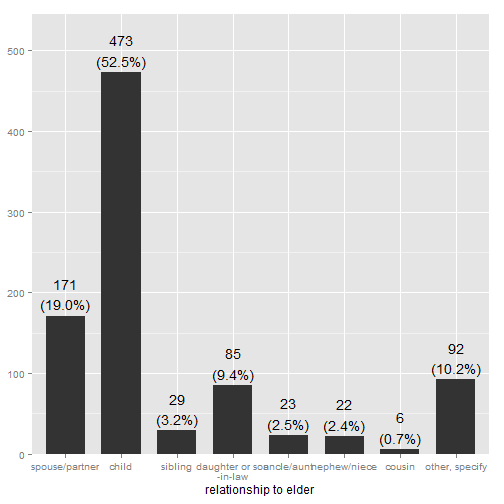 500
400
300
200
100
0
171
(19.0%)
473
(52.5%)
29
(3.2%)
85
(9.4%)
23
(2.5%)
22
(2.4%)
6
(0.7%)
92
(10.2%)
spouse/partner
child
sibling
daughter or son
-in-law
uncle/aunt
nephew/niece
cousin
other, specify
relationship to elder